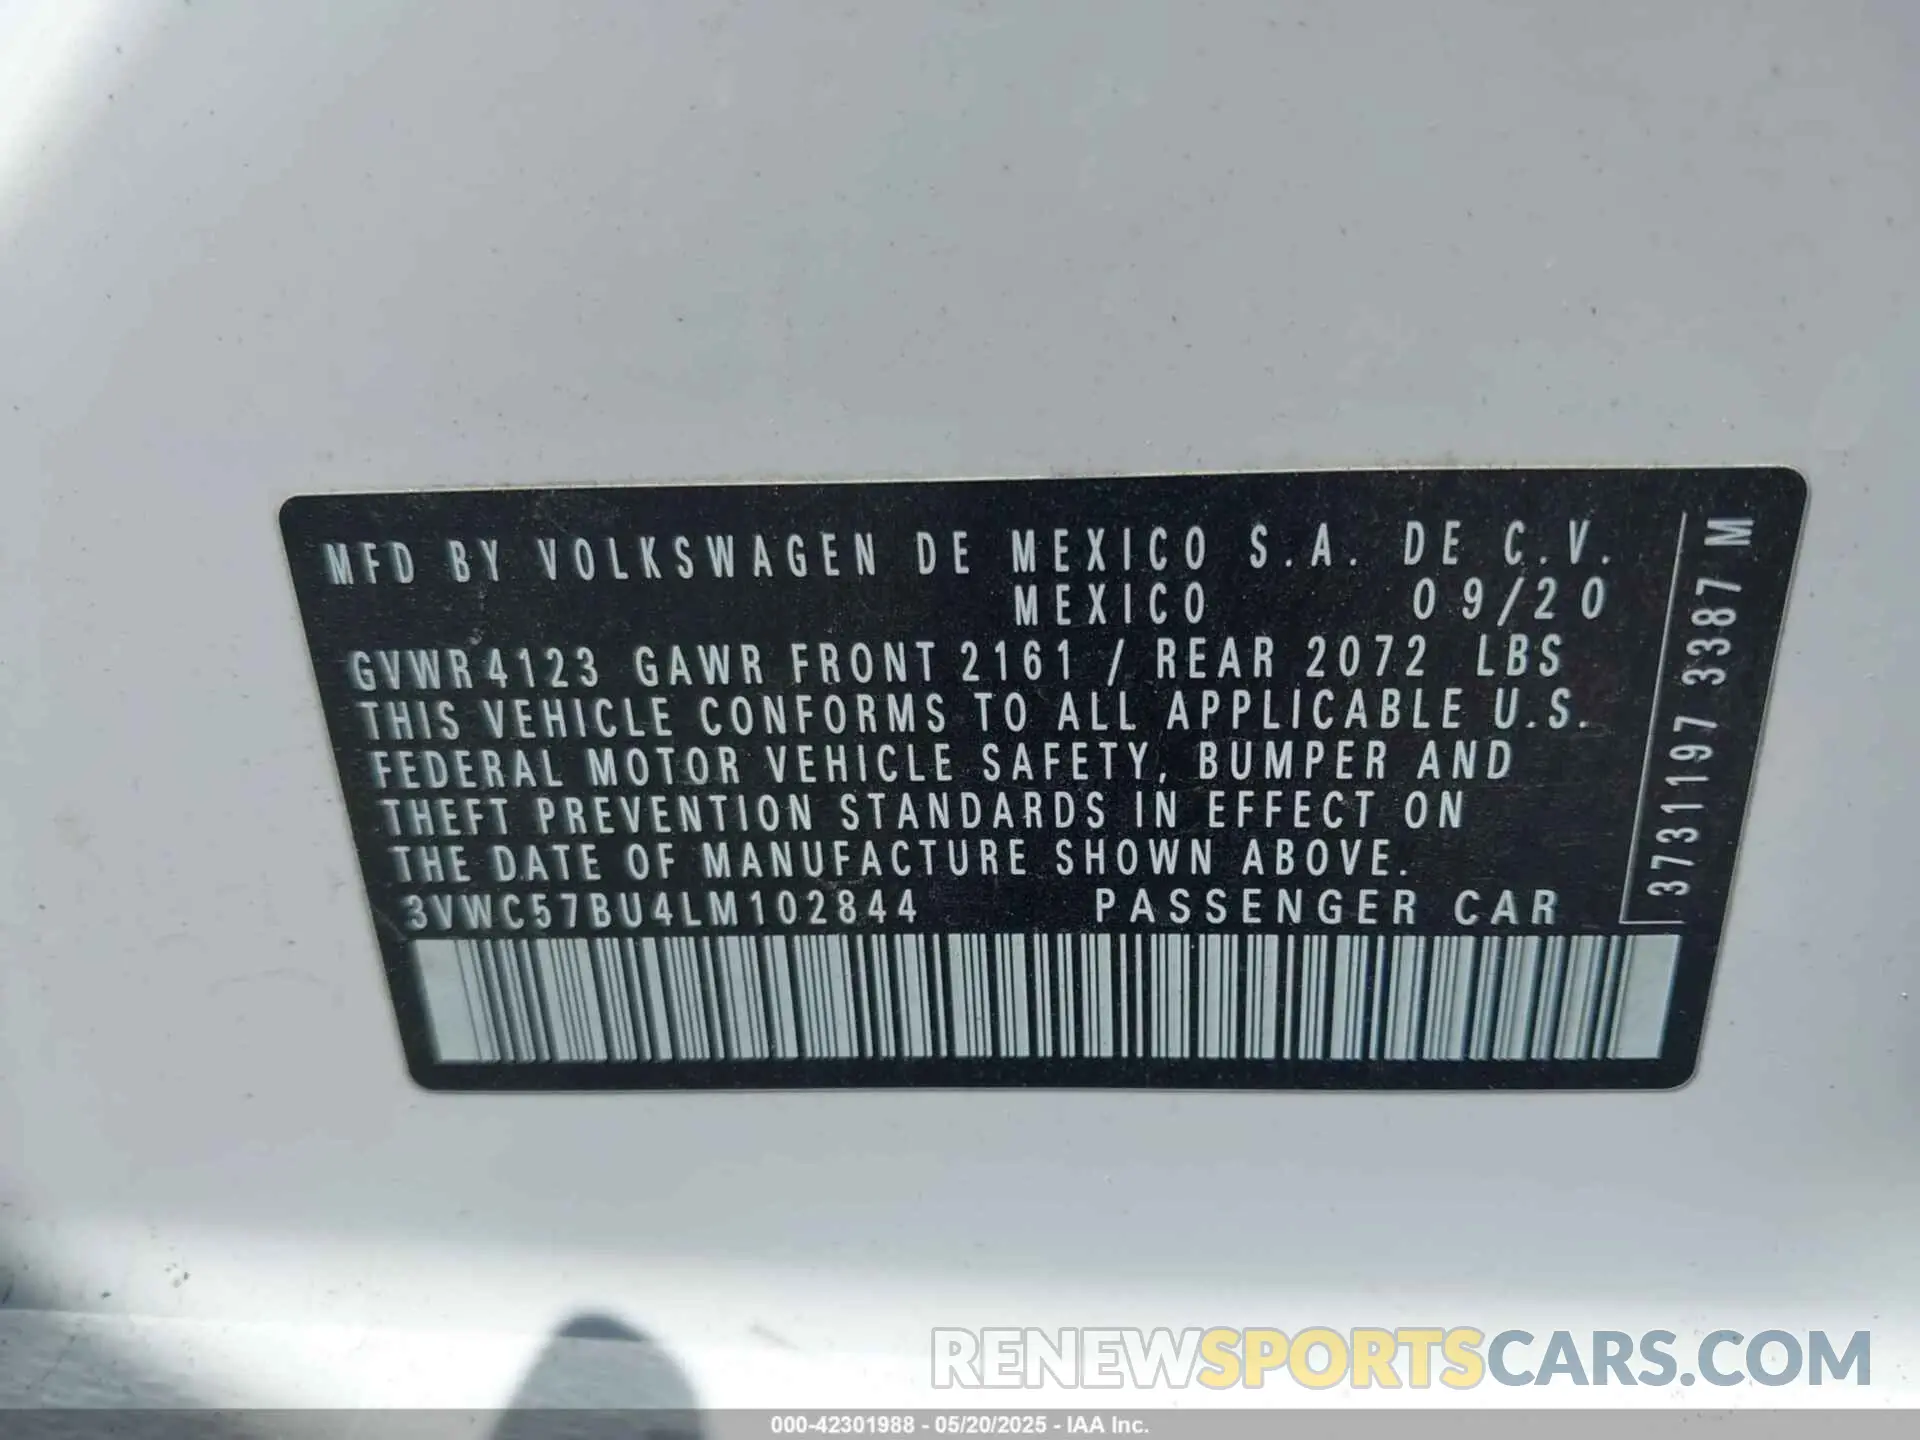 MFD BY VOLKSWAGEN DE MEXICO S.A. DE C.V.
MEXICO 09/20
GVWR 4123 GAWR FRONT 2161 / REAR 2072 LBS
THIS VEHICLE CONFORMS TO ALL APPLICABLE U.S.
FEDERAL MOTOR VEHICLE SAFETY, BUMPER AND
THEFT PREVENTION STANDARDS IN EFFECT ON
THE DATE OF MANUFACTURE SHOWN ABOVE.
3VWC57BU4LM102844 PASSENGER CAR
3731197 3387 M
RENEWSPORTSCARS.COM
000-42301988 - 05/20/2025 - IAA Inc.